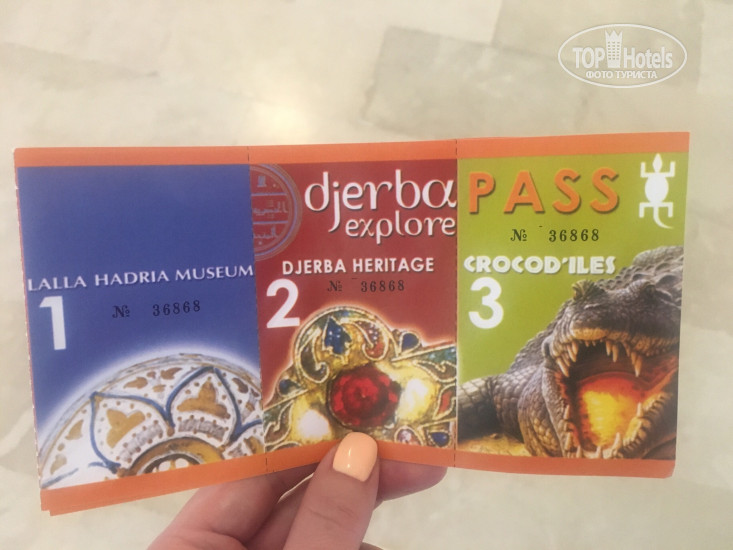 TOP Hotels
ФОТО ТУРИСТА
LALLA HADRIA MUSEUM
1
№ 36868
djerba
explore
DJERBA HERITAGE
№ 36868
2
PASS
№ 36868
CROCOD'ILES
3